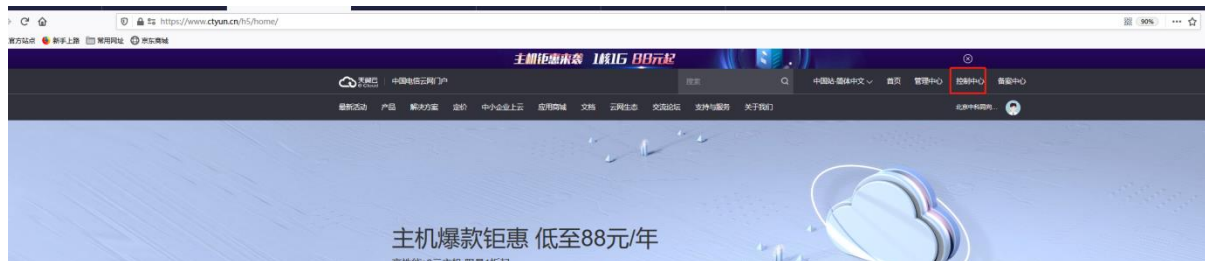 https://www.ctyun.cn/h5/home/
90%
官方站点 新手上路 常用网址 京东商城
主机钜惠来袭 1核1G 88元起
天翼云 中国电信云网门户 搜索 中国站-简体中文 首页 管理中心 控制中心 备案中心
最新活动 产品 解决方案 定价 中小企业上云 应用商城 文档 云网生态 交流论坛 支持与服务 关于我们
主机爆款钜惠 低至88元/年